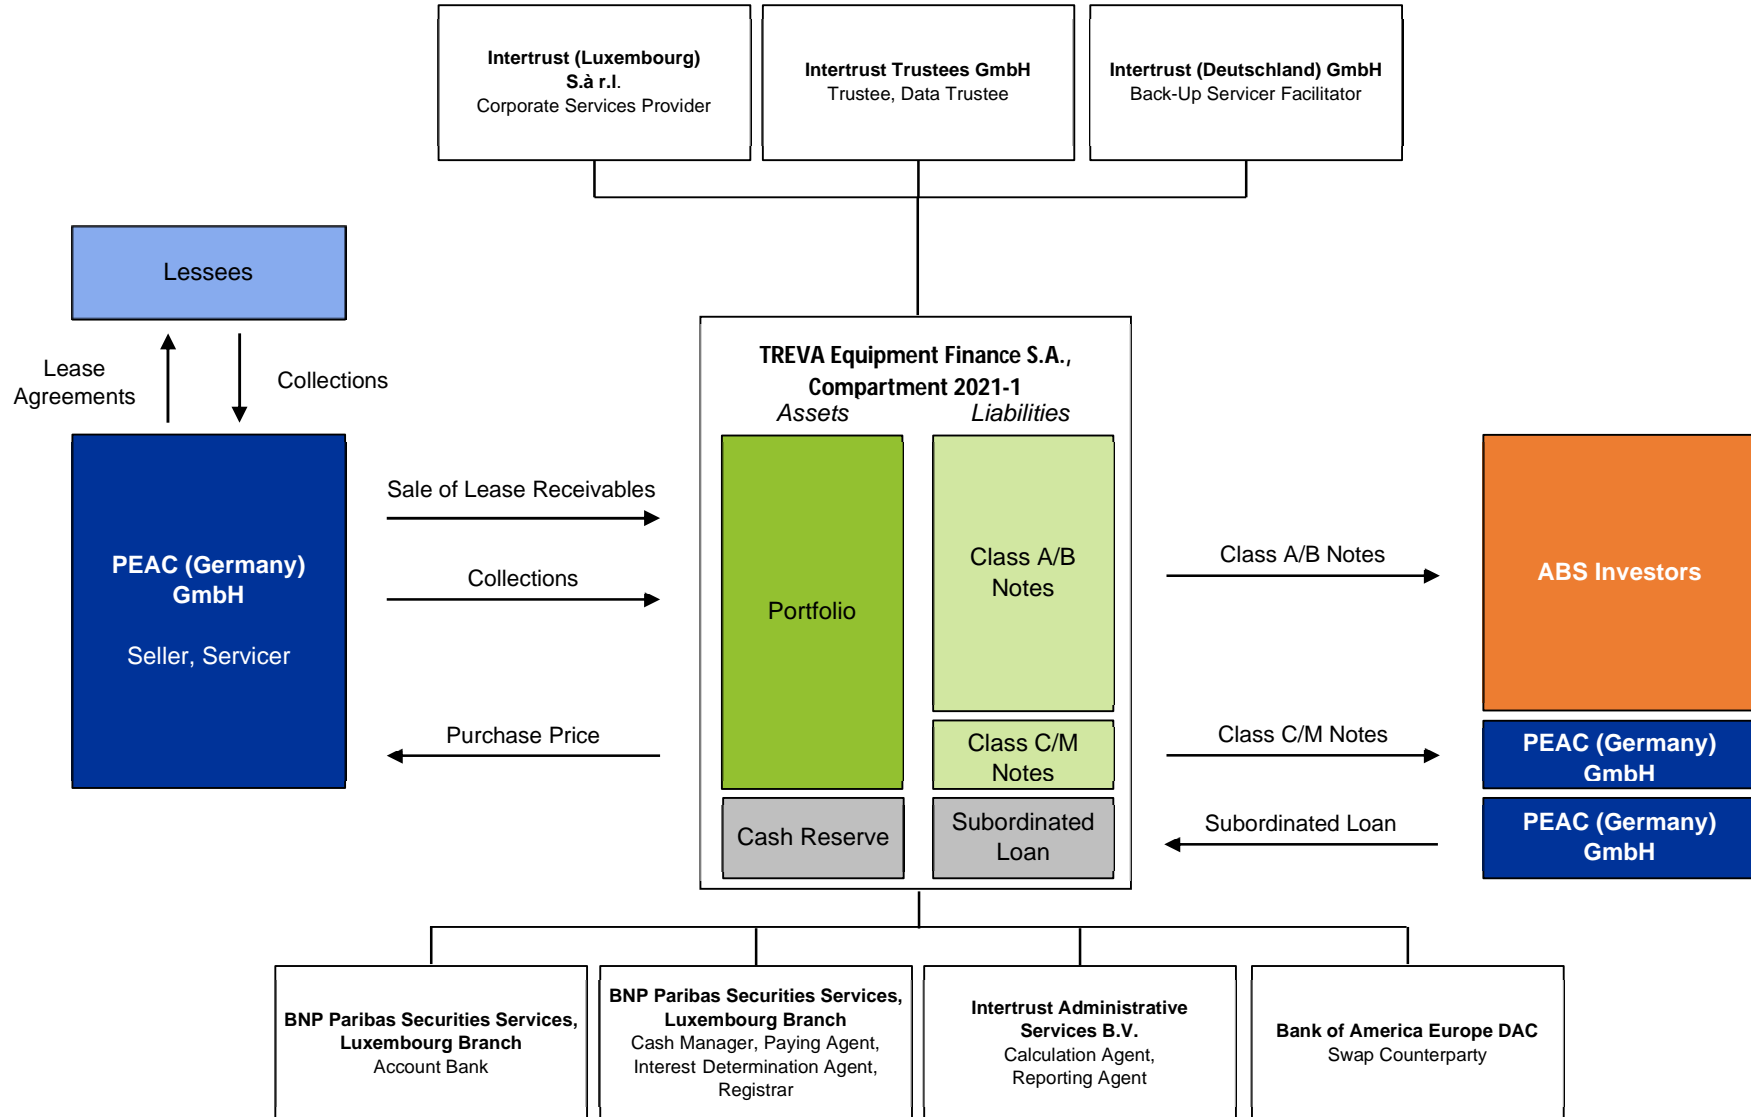 Intertrust (Luxembourg)
S.à r.l.
Corporate Services Provider
Intertrust Trustees GmbH
Trustee, Data Trustee
Intertrust (Deutschland) GmbH
Back-Up Servicer Facilitator
Lessees
Lease
Agreements
Collections
TREVA Equipment Finance S.A.,
Compartment 2021-1
Assets
Liabilities
PEAC (Germany)
GmbH
Seller, Servicer
Sale of Lease Receivables
Collections
Purchase Price
Portfolio
Cash Reserve
Class A/B
Notes
Class C/M
Notes
Subordinated
Loan
Class A/B Notes
Class C/M Notes
Subordinated Loan
ABS Investors
PEAC (Germany)
GmbH
PEAC (Germany)
GmbH
BNP Paribas Securities Services,
Luxembourg Branch
Account Bank
BNP Paribas Securities Services,
Luxembourg Branch
Cash Manager, Paying Agent,
Interest Determination Agent,
Registrar
Intertrust Administrative
Services B.V.
Calculation Agent,
Reporting Agent
Bank of America Europe DAC
Swap Counterparty